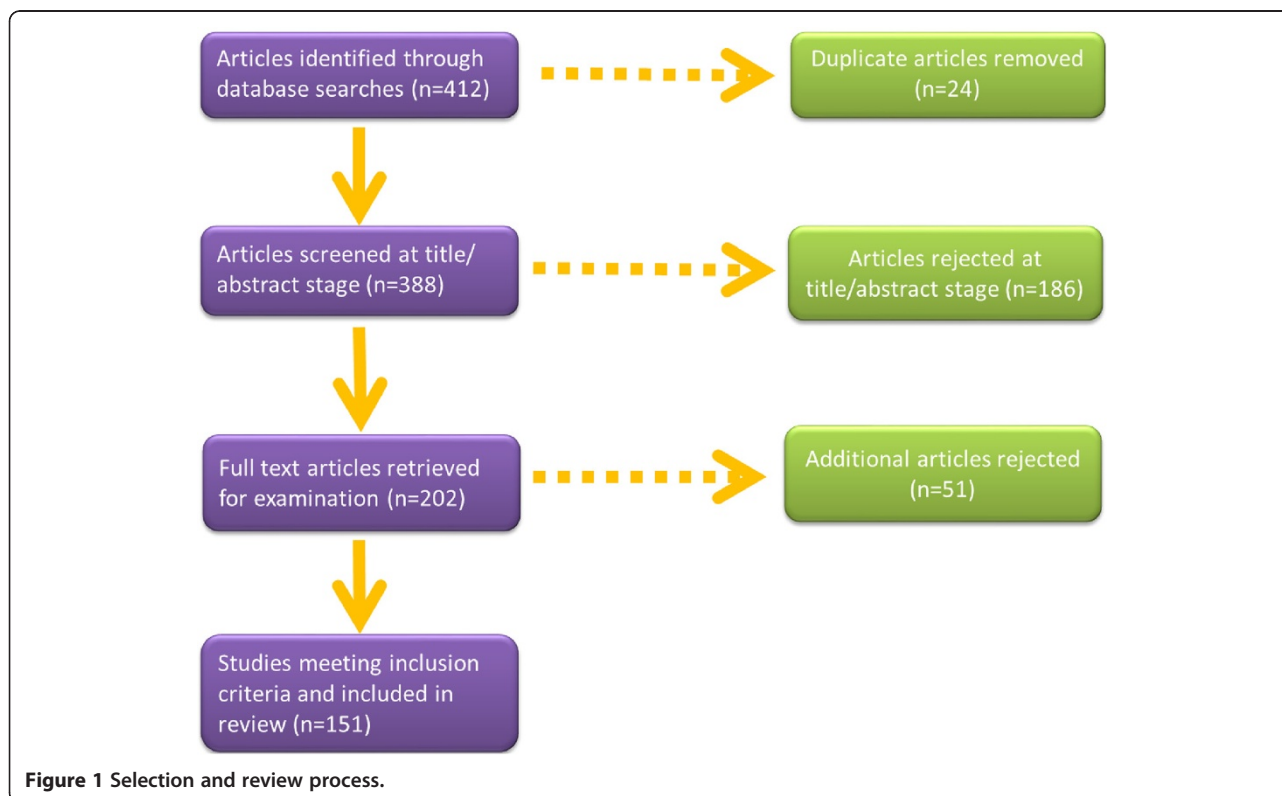 Articles identified through
database searches (n=412)
Duplicate articles removed
(n=24)
Articles screened at title/
abstract stage (n=388)
Articles rejected at
title/abstract stage (n=186)
Full text articles retrieved
for examination (n=202)
Additional articles rejected
(n=51)
Studies meeting inclusion
criteria and included in
review (n=151)
Figure 1 Selection and review process.